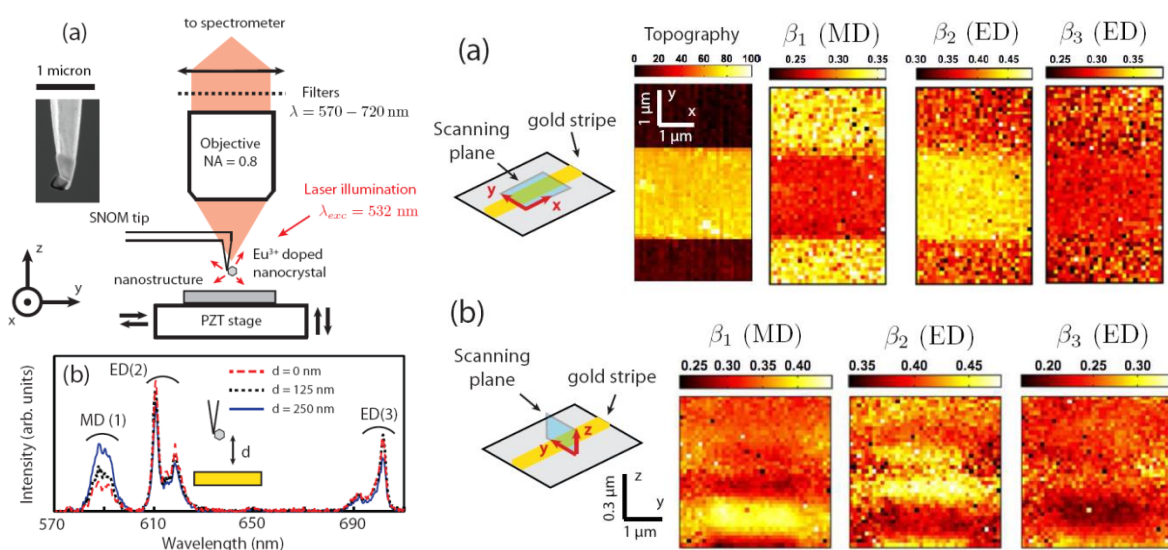 (a)
to spectrometer
1 micron
Filters
λ = 570 − 720 nm
Objective
NA = 0.8
Laser illumination
λexc = 532 nm
SNOM tip
Eu³⁺ doped
nanocrystal
nanostructure
z
y
x
PZT stage
(b)
ED(2)
MD (1)
ED(3)
d = 0 nm
d = 125 nm
d = 250 nm
d
Intensity (arb. units)
570 610 650 690
Wavelength (nm)
(a)
Topography
β1 (MD)
β2 (ED)
β3 (ED)
0 20 40 60 80 100
0.25 0.30 0.35
0.30 0.35 0.40 0.45
0.25 0.30 0.35
Scanning
plane
gold stripe
y
x
1 μm
y
x
1 μm
(b)
β1 (MD)
β2 (ED)
β3 (ED)
0.25 0.30 0.35 0.40
0.35 0.40 0.45
0.20 0.25 0.30
Scanning
plane
gold stripe
y
z
0.3 μm
z
y
1 μm